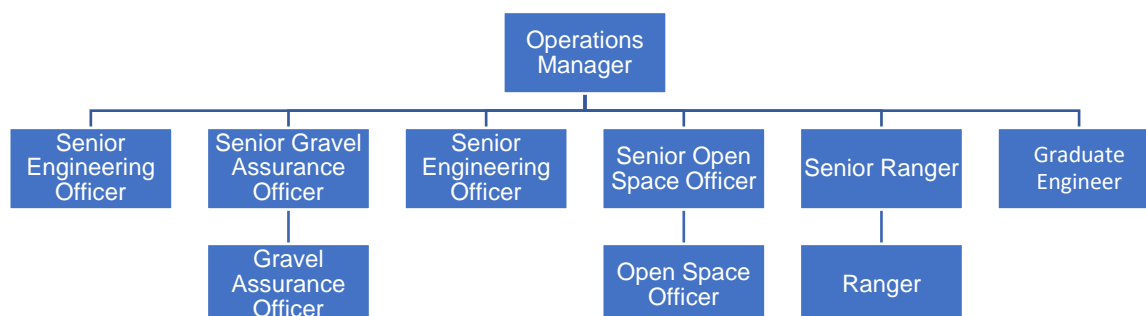 Operations
Manager
Senior
Engineering
Officer
Senior Gravel
Assurance
Officer
Senior
Engineering
Officer
Senior Open
Space Officer
Senior Ranger
Graduate
Engineer
Gravel
Assurance
Officer
Open Space
Officer
Ranger